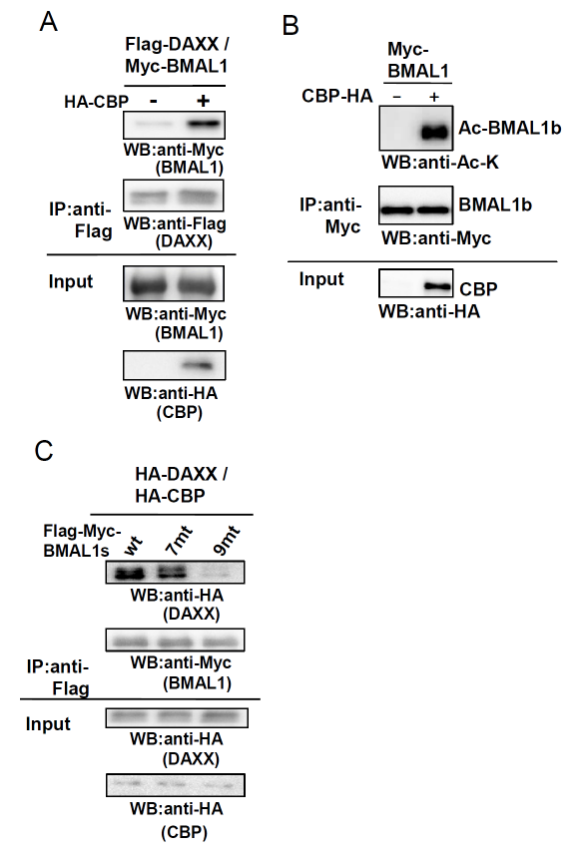 A
Flag-DAXX /
Myc-BMAL1
HA-CBP - +
WB:anti-Myc
(BMAL1)
IP:anti-
Flag
WB:anti-Flag
(DAXX)
Input
WB:anti-Myc
(BMAL1)
WB:anti-HA
(CBP)
B
Myc-
BMAL1
CBP-HA - +
Ac-BMAL1b
WB:anti-Ac-K
IP:anti-
Myc
BMAL1b
WB:anti-Myc
Input
CBP
WB:anti-HA
C
HA-DAXX /
HA-CBP
Flag-Myc-
BMAL1s
wt 7mt 9mt
WB:anti-HA
(DAXX)
WB:anti-Myc
(BMAL1)
IP:anti-
Flag
Input
WB:anti-HA
(DAXX)
WB:anti-HA
(CBP)